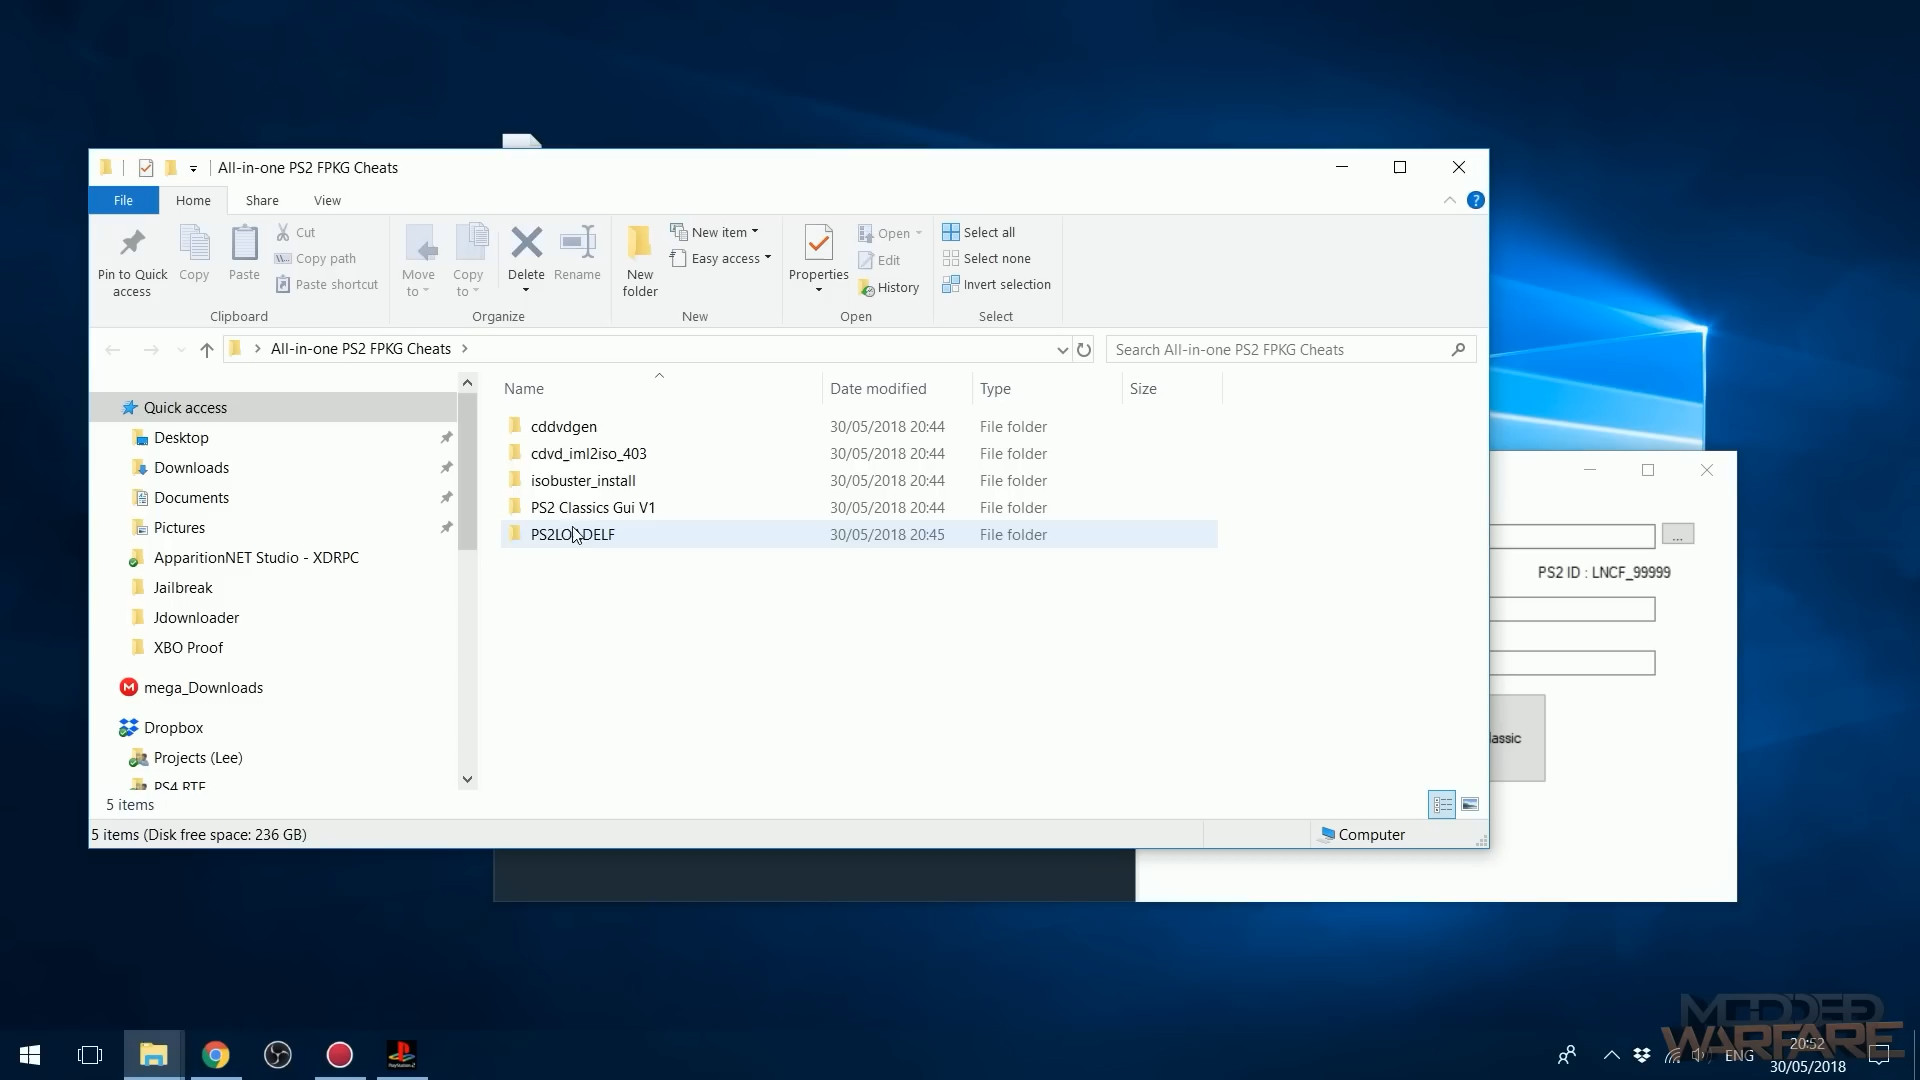 All-in-one PS2 FPKG Cheats
File
Home
Share
View
Pin to Quick access
Copy
Paste
Cut
Copy path
Paste shortcut
Clipboard
Move to
Copy to
Delete
Rename
Organize
New folder
New item
Easy access
New
Properties
Open
Edit
History
Open
Select all
Select none
Invert selection
Select
All-in-one PS2 FPKG Cheats
Search All-in-one PS2 FPKG Cheats
Name
Date modified
Type
Size
Quick access
Desktop
Downloads
Documents
Pictures
ApparitionNET Studio - XDRPC
Jailbreak
Jdownloader
XBO Proof
mega_Downloads
Dropbox
Projects (Lee)
PS4 RTE
cddvdgen 30/05/2018 20:44 File folder
cdvd_iml2iso_403 30/05/2018 20:44 File folder
isobuster_install 30/05/2018 20:44 File folder
PS2 Classics Gui V1 30/05/2018 20:44 File folder
PS2LO DELF 30/05/2018 20:45 File folder
5 items
5 items (Disk free space: 236 GB)
Computer
...
PS2 ID : LNCF_99999
lassic
MODDED
WARFARE
ENG
20:52
30/05/2018